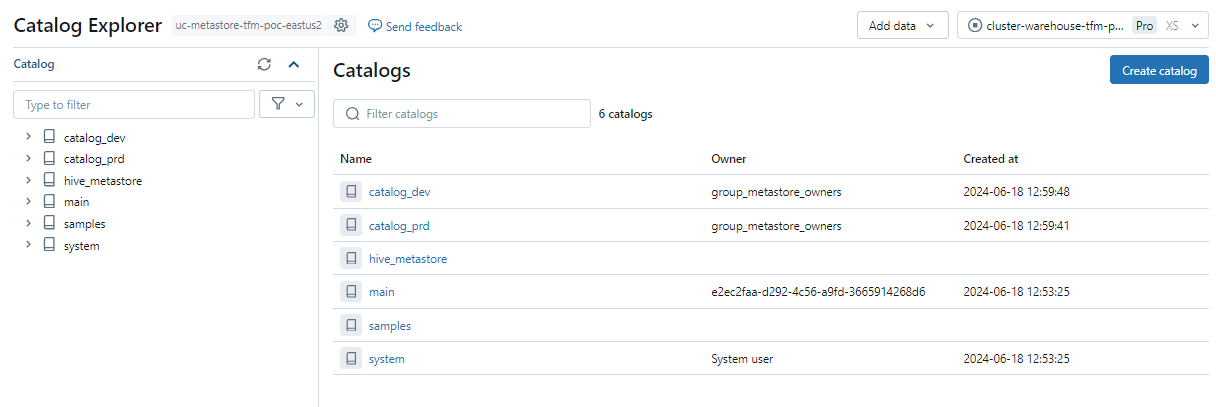 Catalog Explorer uc-metastore-tfm-poc-eastus2 Send feedback Add data cluster-warehouse-tfm-p... Pro XS
Catalog
Type to filter
catalog_dev
catalog_prd
hive_metastore
main
samples
system
Catalogs Create catalog
Filter catalogs 6 catalogs
Name Owner Created at
catalog_dev group_metastore_owners 2024-06-18 12:59:48
catalog_prd group_metastore_owners 2024-06-18 12:59:41
hive_metastore
main e2ec2faa-d292-4c56-a9fd-3665914268d6 2024-06-18 12:53:25
samples
system System user 2024-06-18 12:53:25